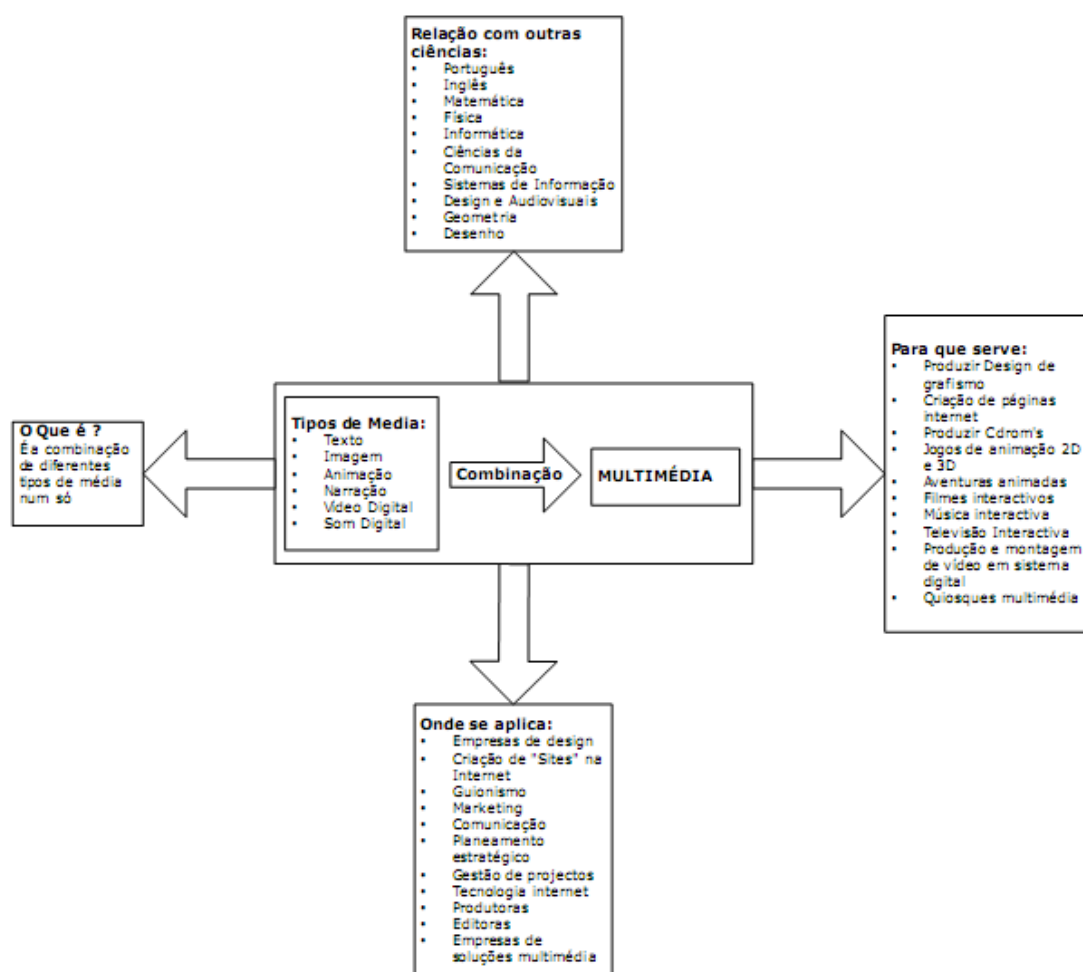 Relação com outras
ciências:
• Português
• Inglês
• Matemática
• Física
• Informática
• Ciências da
Comunicação
• Sistemas de Informação
• Design e Audiovisuais
• Geometria
• Desenho
O Que é ?
Éa combinação
de diferentes
tipos de média
num só
Tipos de Media:
• Texto
• Imagem
• Animação
• Narração
• Video Digital
• Som Digital
Combinação
MULTIMÉDIA
Para que serve:
• Produzir Design de
grafismo
• Criação de páginas
internet
• Produzir Cdrom's
• Jogos de animação 2D
e 3D
• Aventuras animadas
• Filmes interactivos
• Música interactiva
• Televisão Interactiva
• Produção e montagem
de vídeo em sistema
digital
• Quiosques multimédia
Onde se aplica:
• Empresas de design
• Criação de "Sites" na
Internet
• Guionismo
• Marketing
• Comunicação
• Planeamento
estratégico
• Gestão de projectos
• Tecnologia internet
• Produtoras
• Editoras
• Empresas de
soluções multimédia